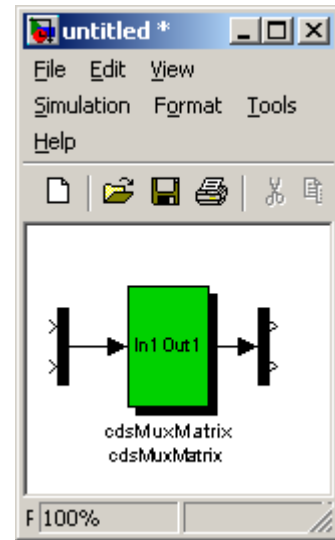 untitled *
File Edit View
Simulation Format Tools
Help
In1 Out1
cdsMuxMatrix
cdsMuxMatrix
F 100%